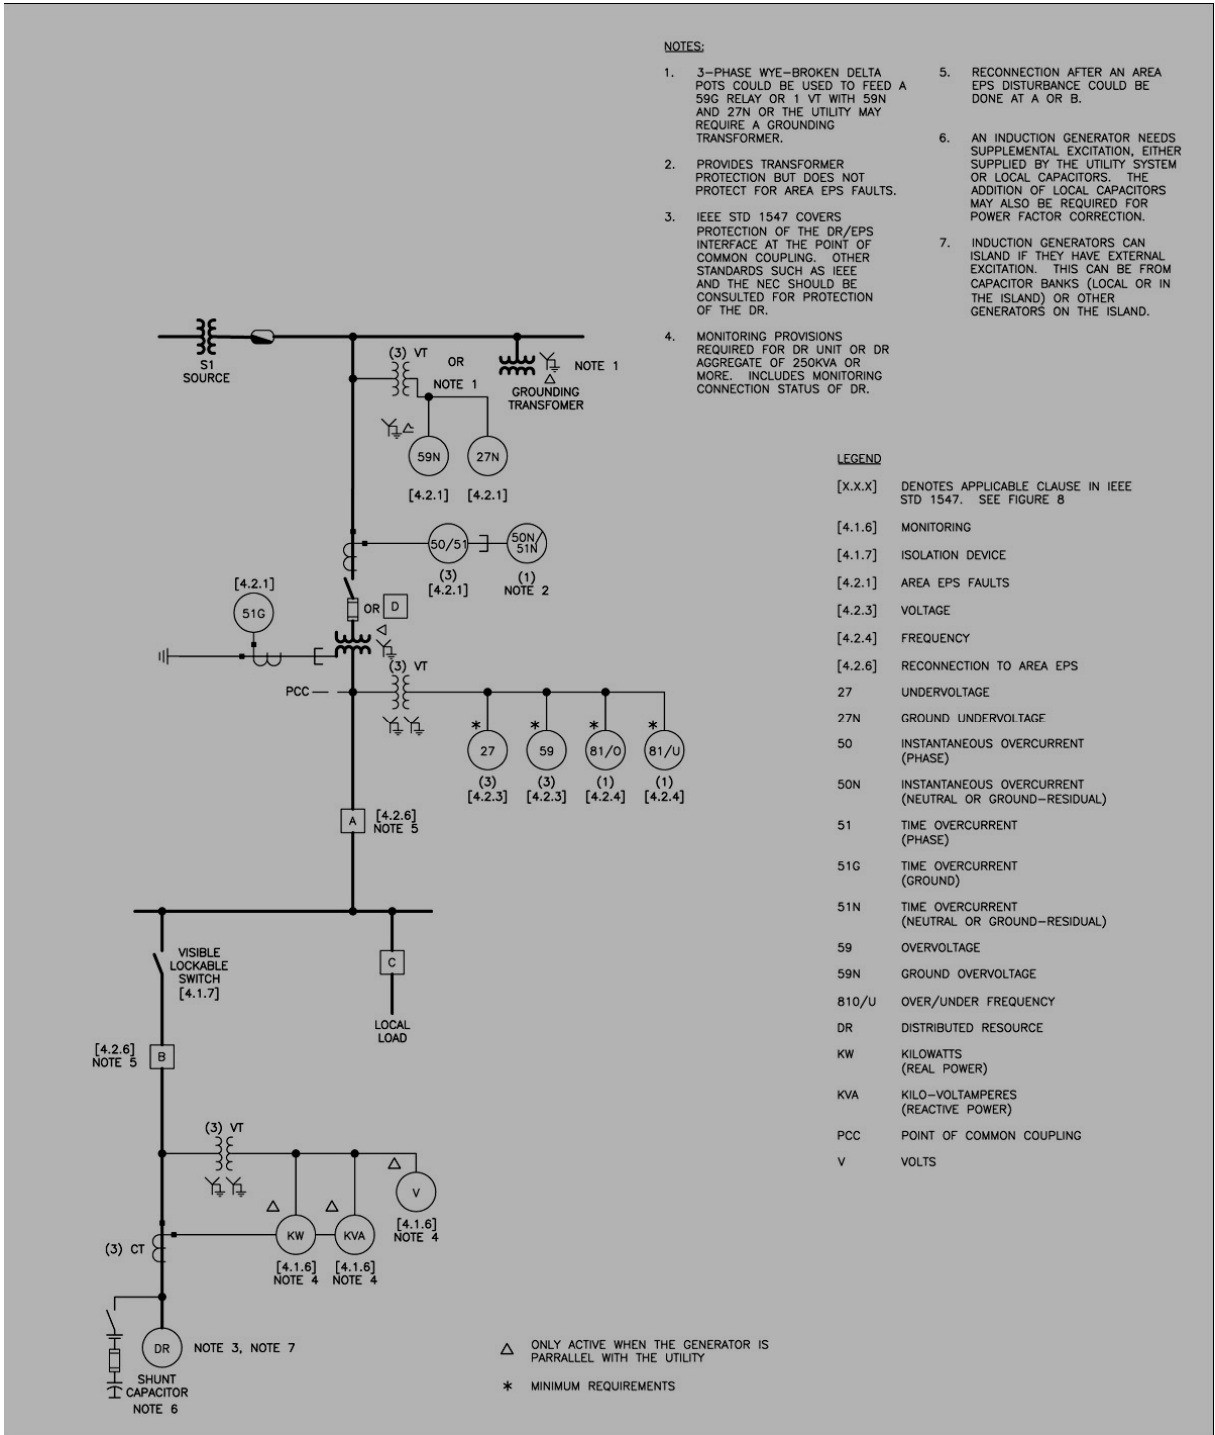 NOTES:
1. 3-PHASE WYE-BROKEN DELTA
POTS COULD BE USED TO FEED A
59G RELAY OR 1 VT WITH 59N
AND 27N OR THE UTILITY MAY
REQUIRE A GROUNDING
TRANSFORMER.
2. PROVIDES TRANSFORMER
PROTECTION BUT DOES NOT
PROTECT FOR AREA EPS FAULTS.
3. IEEE STD 1547 COVERS
PROTECTION OF THE DR/EPS
INTERFACE AT THE POINT OF
COMMON COUPLING. OTHER
STANDARDS SUCH AS IEEE
AND THE NEC SHOULD BE
CONSULTED FOR PROTECTION
OF THE DR.
4. MONITORING PROVISIONS
REQUIRED FOR DR UNIT OR DR
AGGREGATE OF 250KVA OR
MORE. INCLUDES MONITORING
CONNECTION STATUS OF DR.
5. RECONNECTION AFTER AN AREA
EPS DISTURBANCE COULD BE
DONE AT A OR B.
6. AN INDUCTION GENERATOR NEEDS
SUPPLEMENTAL EXCITATION, EITHER
SUPPLIED BY THE UTILITY SYSTEM
OR LOCAL CAPACITORS. THE
ADDITION OF LOCAL CAPACITORS
MAY ALSO BE REQUIRED FOR
POWER FACTOR CORRECTION.
7. INDUCTION GENERATORS CAN
ISLAND IF THEY HAVE EXTERNAL
EXCITATION. THIS CAN BE FROM
CAPACITOR BANKS (LOCAL OR IN
THE ISLAND) OR OTHER
GENERATORS ON THE ISLAND.
S1
SOURCE
(3) VT
OR
NOTE 1
NOTE 1
GROUNDING
TRANSFOMER
59N
27N
[4.2.1]
[4.2.1]
50/51
50N/
51N
(3)
[4.2.1]
(1)
NOTE 2
[4.2.1]
51G
OR
D
(3) VT
PCC
*
*
*
*
27
59
81/O
81/U
(3)
(3)
(1)
(1)
[4.2.3]
[4.2.3]
[4.2.4]
[4.2.4]
A
[4.2.6]
NOTE 5
VISIBLE
LOCKABLE
SWITCH
[4.1.7]
C
LOCAL
LOAD
[4.2.6]
NOTE 5
B
(3) VT
V
[4.1.6]
NOTE 4
KW
KVA
(3) CT
[4.1.6]
NOTE 4
[4.1.6]
NOTE 4
DR
NOTE 3, NOTE 7
SHUNT
CAPACITOR
NOTE 6
LEGEND
[X.X.X] DENOTES APPLICABLE CLAUSE IN IEEE
STD 1547. SEE FIGURE 8
[4.1.6] MONITORING
[4.1.7] ISOLATION DEVICE
[4.2.1] AREA EPS FAULTS
[4.2.3] VOLTAGE
[4.2.4] FREQUENCY
[4.2.6] RECONNECTION TO AREA EPS
27 UNDERVOLTAGE
27N GROUND UNDERVOLTAGE
50 INSTANTANEOUS OVERCURRENT
(PHASE)
50N INSTANTANEOUS OVERCURRENT
(NEUTRAL OR GROUND-RESIDUAL)
51 TIME OVERCURRENT
(PHASE)
51G TIME OVERCURRENT
(GROUND)
51N TIME OVERCURRENT
(NEUTRAL OR GROUND-RESIDUAL)
59 OVERVOLTAGE
59N GROUND OVERVOLTAGE
810/U OVER/UNDER FREQUENCY
DR DISTRIBUTED RESOURCE
KW KILOWATTS
(REAL POWER)
KVA KILO-VOLTAMPERES
(REACTIVE POWER)
PCC POINT OF COMMON COUPLING
V VOLTS
△ ONLY ACTIVE WHEN THE GENERATOR IS
PARRALLEL WITH THE UTILITY
* MINIMUM REQUIREMENTS